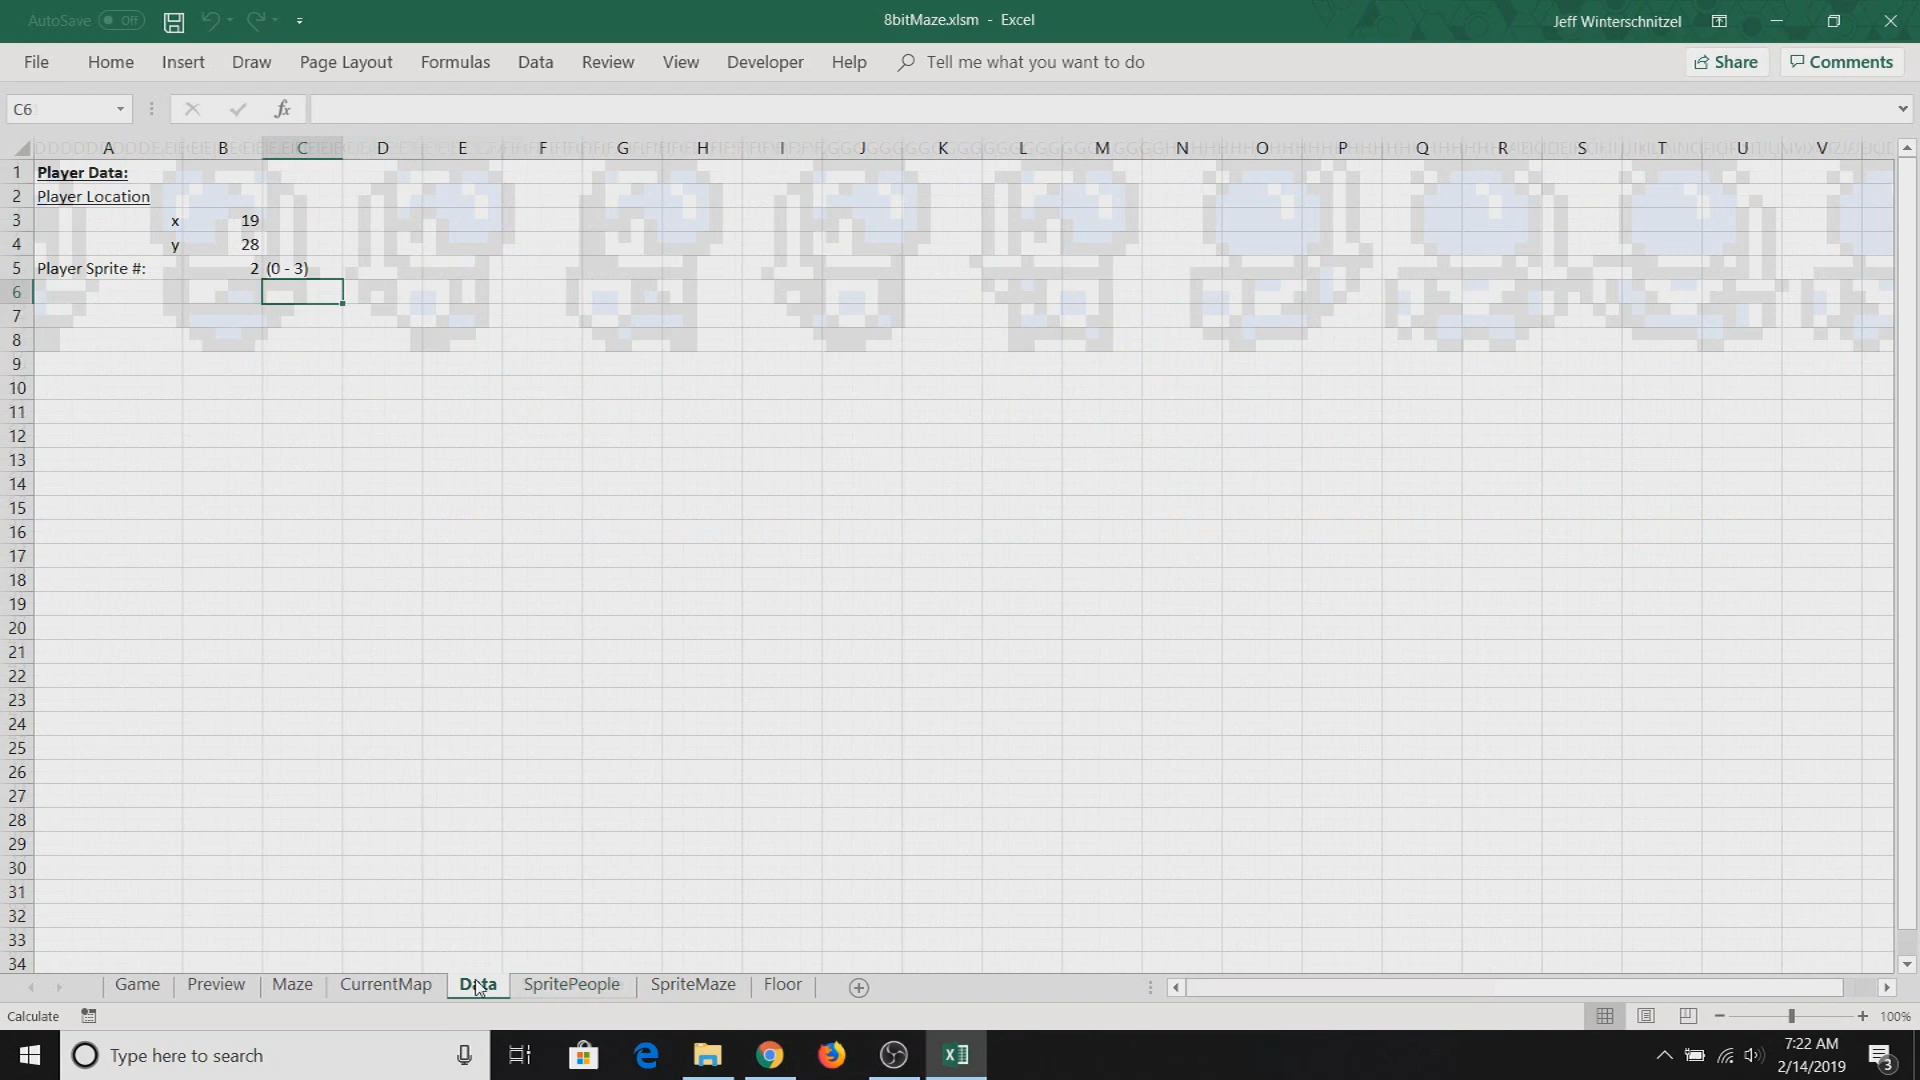 AutoSave Off 8bitMaze.xlsm - Excel Jeff Winterschnitzel
File Home Insert Draw Page Layout Formulas Data Review View Developer Help Tell me what you want to do Share Comments
C6 fx
A B C D E F G H I J K L M N O P Q R S T U V
1 Player Data:
2 Player Location
3 x 19
4 y 28
5 Player Sprite #: 2 (0 - 3)
6
7
8
9
10
11
12
13
14
15
16
17
18
19
20
21
22
23
24
25
26
27
28
29
30
31
32
33
34
Game Preview Maze CurrentMap Data SpritePeople SpriteMaze Floor
Calculate 100%
Type here to search 7:22 AM
2/14/2019 3